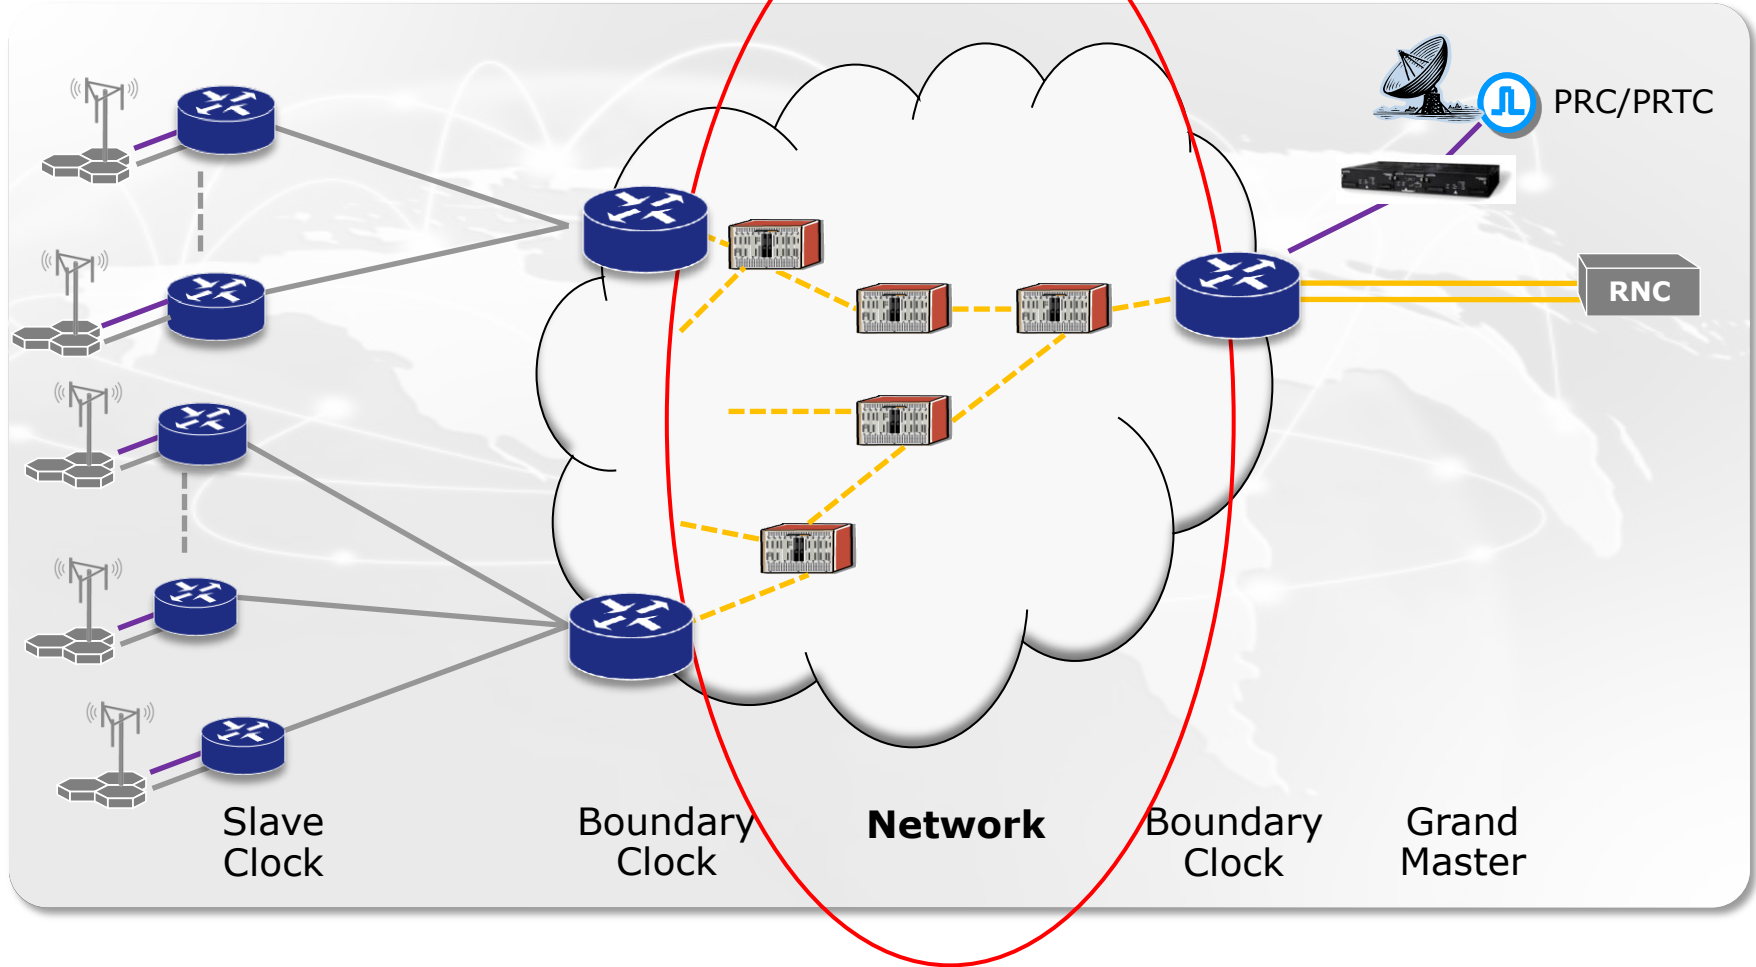 PRC/PRTC
RNC
Slave
Clock
Boundary
Clock
Network
Boundary
Clock
Grand
Master